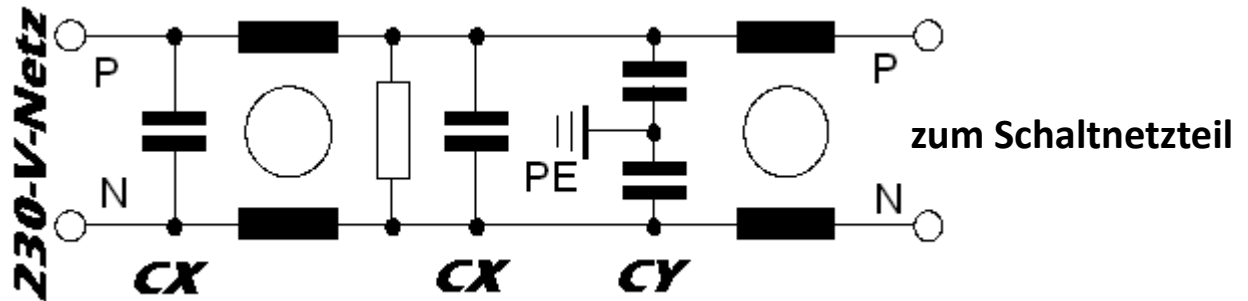 230-V-Netz
P
P
zum Schaltnetzteil
PE
N
N
CX
CX
CY